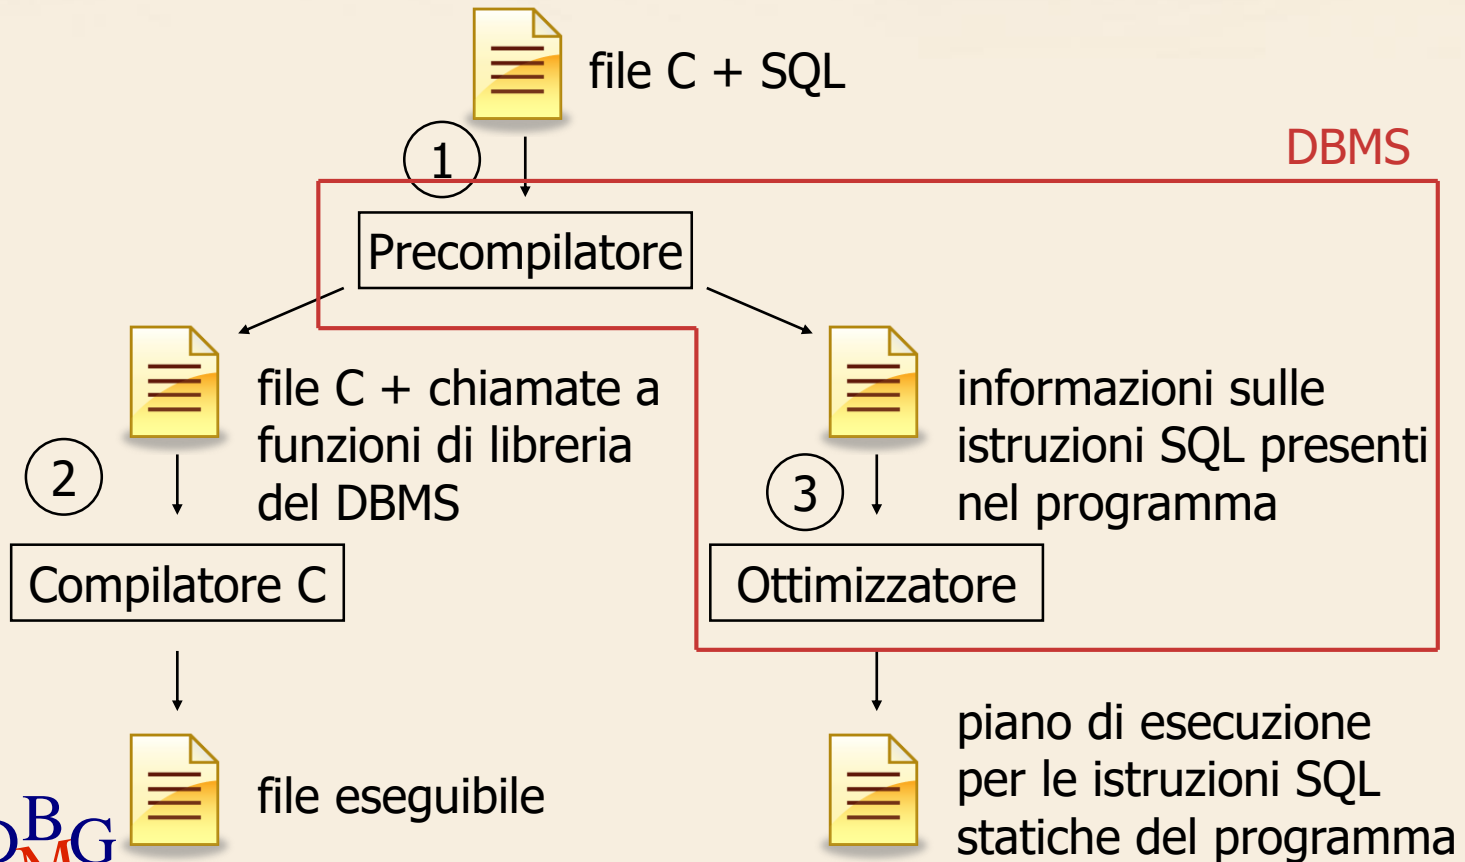 file C + SQL
DBMS
1
Precompilatore
file C + chiamate a
funzioni di libreria
del DBMS
informazioni sulle
istruzioni SQL presenti
nel programma
2
3
Compilatore C
Ottimizzatore
file eseguibile
piano di esecuzione
per le istruzioni SQL
statiche del programma
DBMG